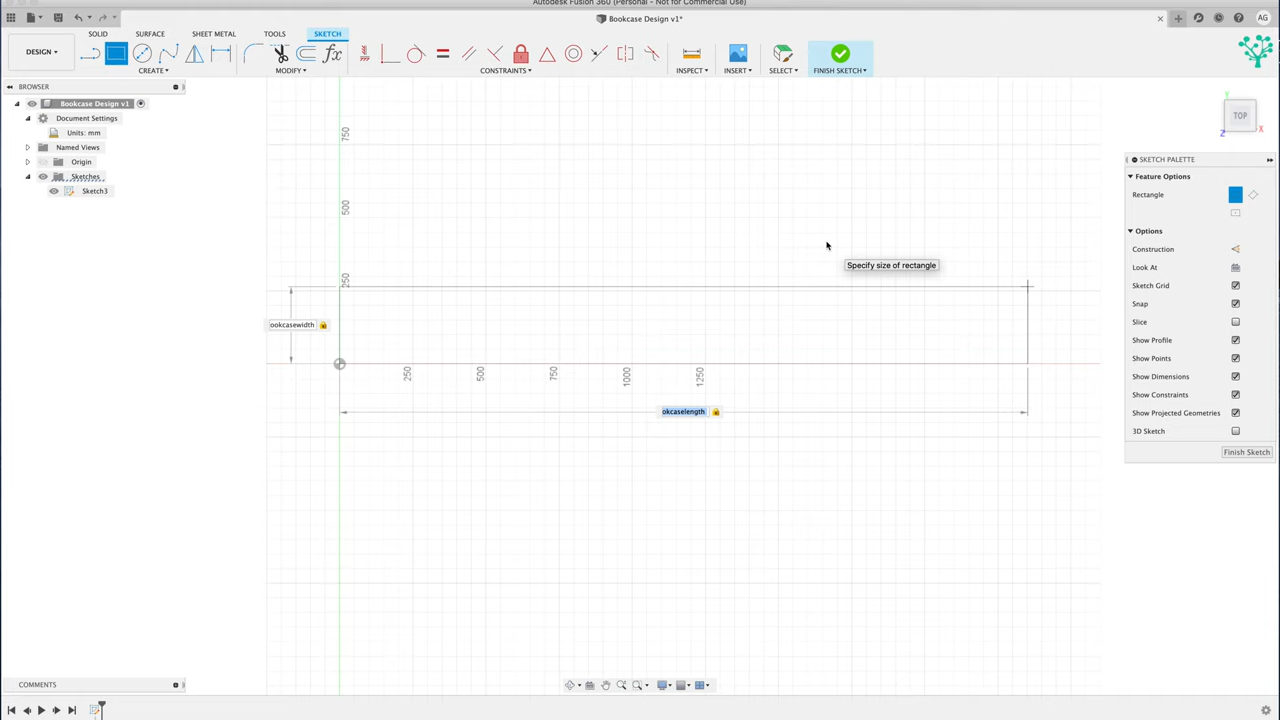 Autodesk Fusion 360 (Personal - Not for Commercial Use)
Bookcase Design v1*
AG
DESIGN
SOLID
SURFACE
SHEET METAL
TOOLS
SKETCH
CREATE
MODIFY
CONSTRAINTS
INSPECT
INSERT
SELECT
FINISH SKETCH
fx
BROWSER
Bookcase Design v1
Document Settings
Units: mm
Named Views
Origin
Sketches
Sketch3
750
500
250
ookcasewidth
250
500
750
1000
1250
okcaselength
Specify size of rectangle
Y
TOP
X
Z
SKETCH PALETTE
Feature Options
Rectangle
Options
Construction
Look At
Sketch Grid
Snap
Slice
Show Profile
Show Points
Show Dimensions
Show Constraints
Show Projected Geometries
3D Sketch
Finish Sketch
COMMENTS